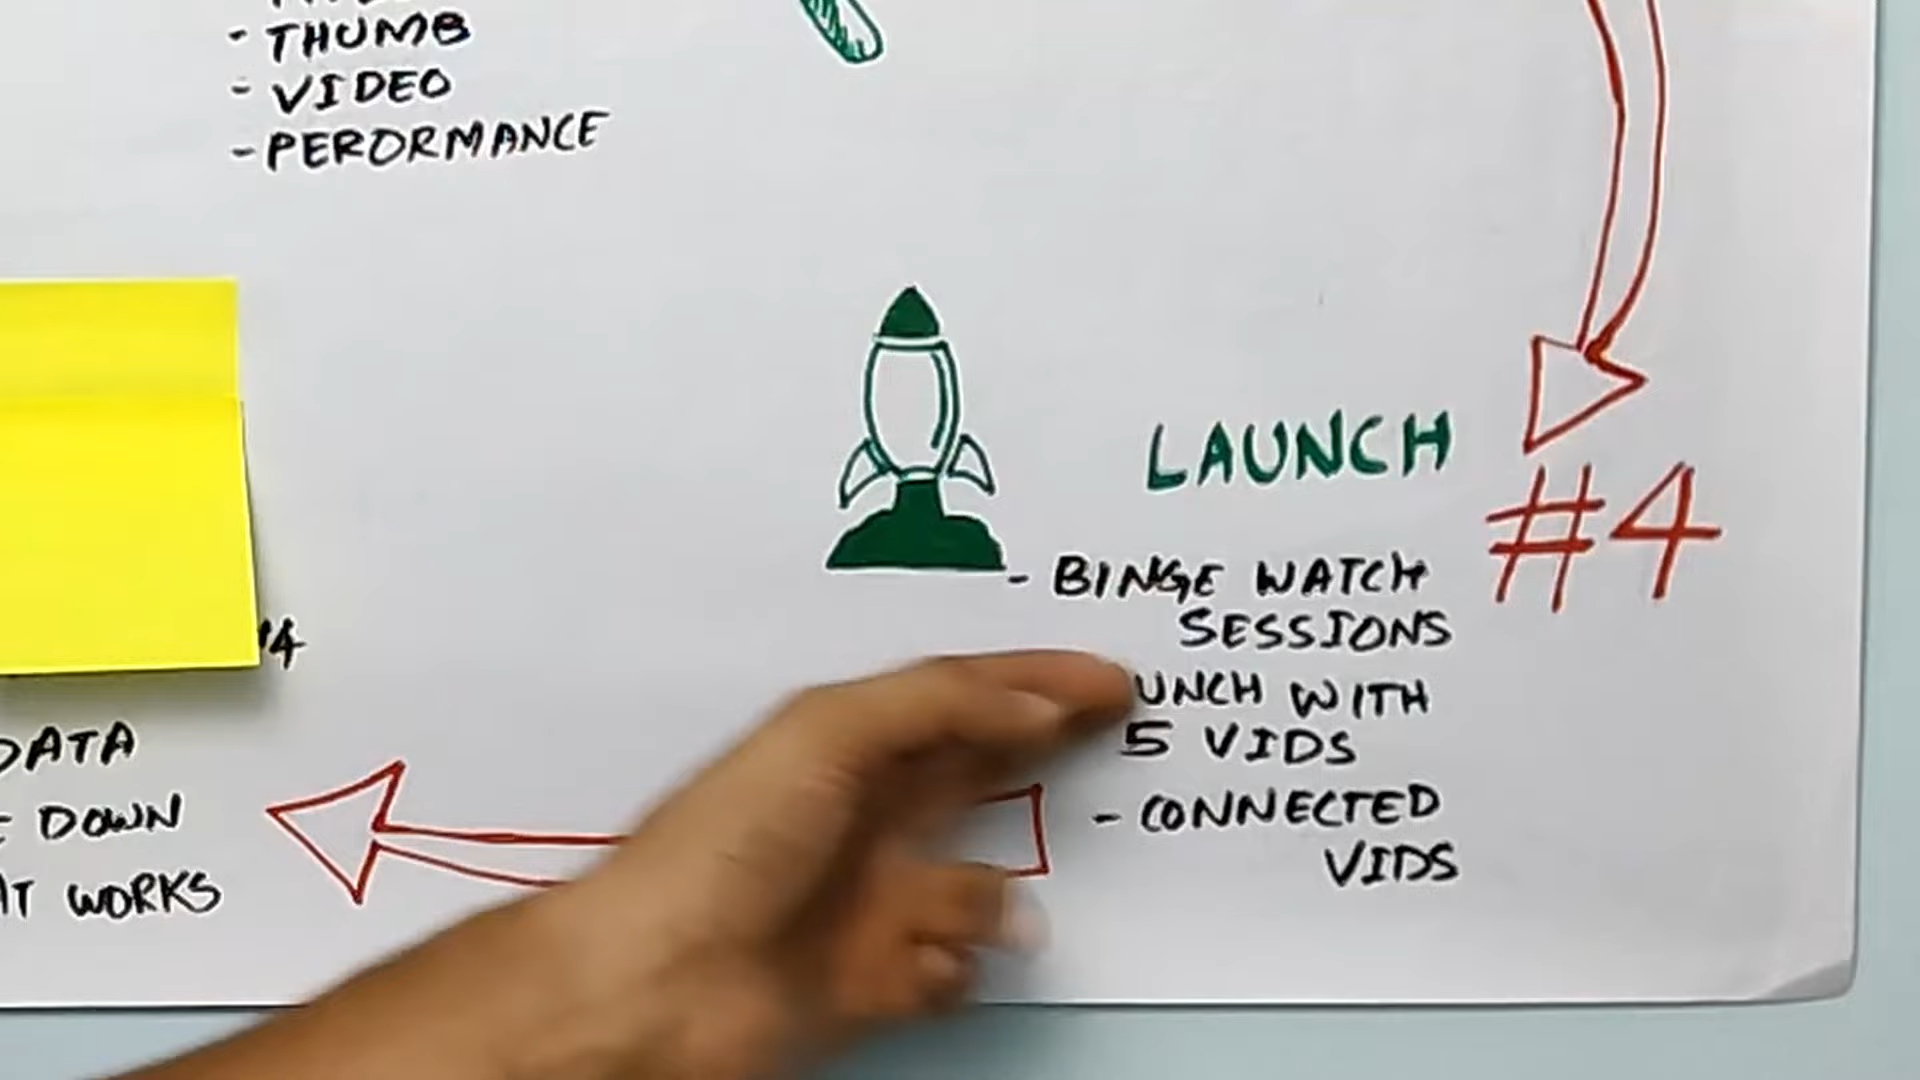 - THUMB
- VIDEO
- PERORMANCE
LAUNCH
#4
- BINGE WATCH
SESSIONS
UNCH WITH
5 VIDS
- CONNECTED
VIDS
DATA
DOWN
WORKS